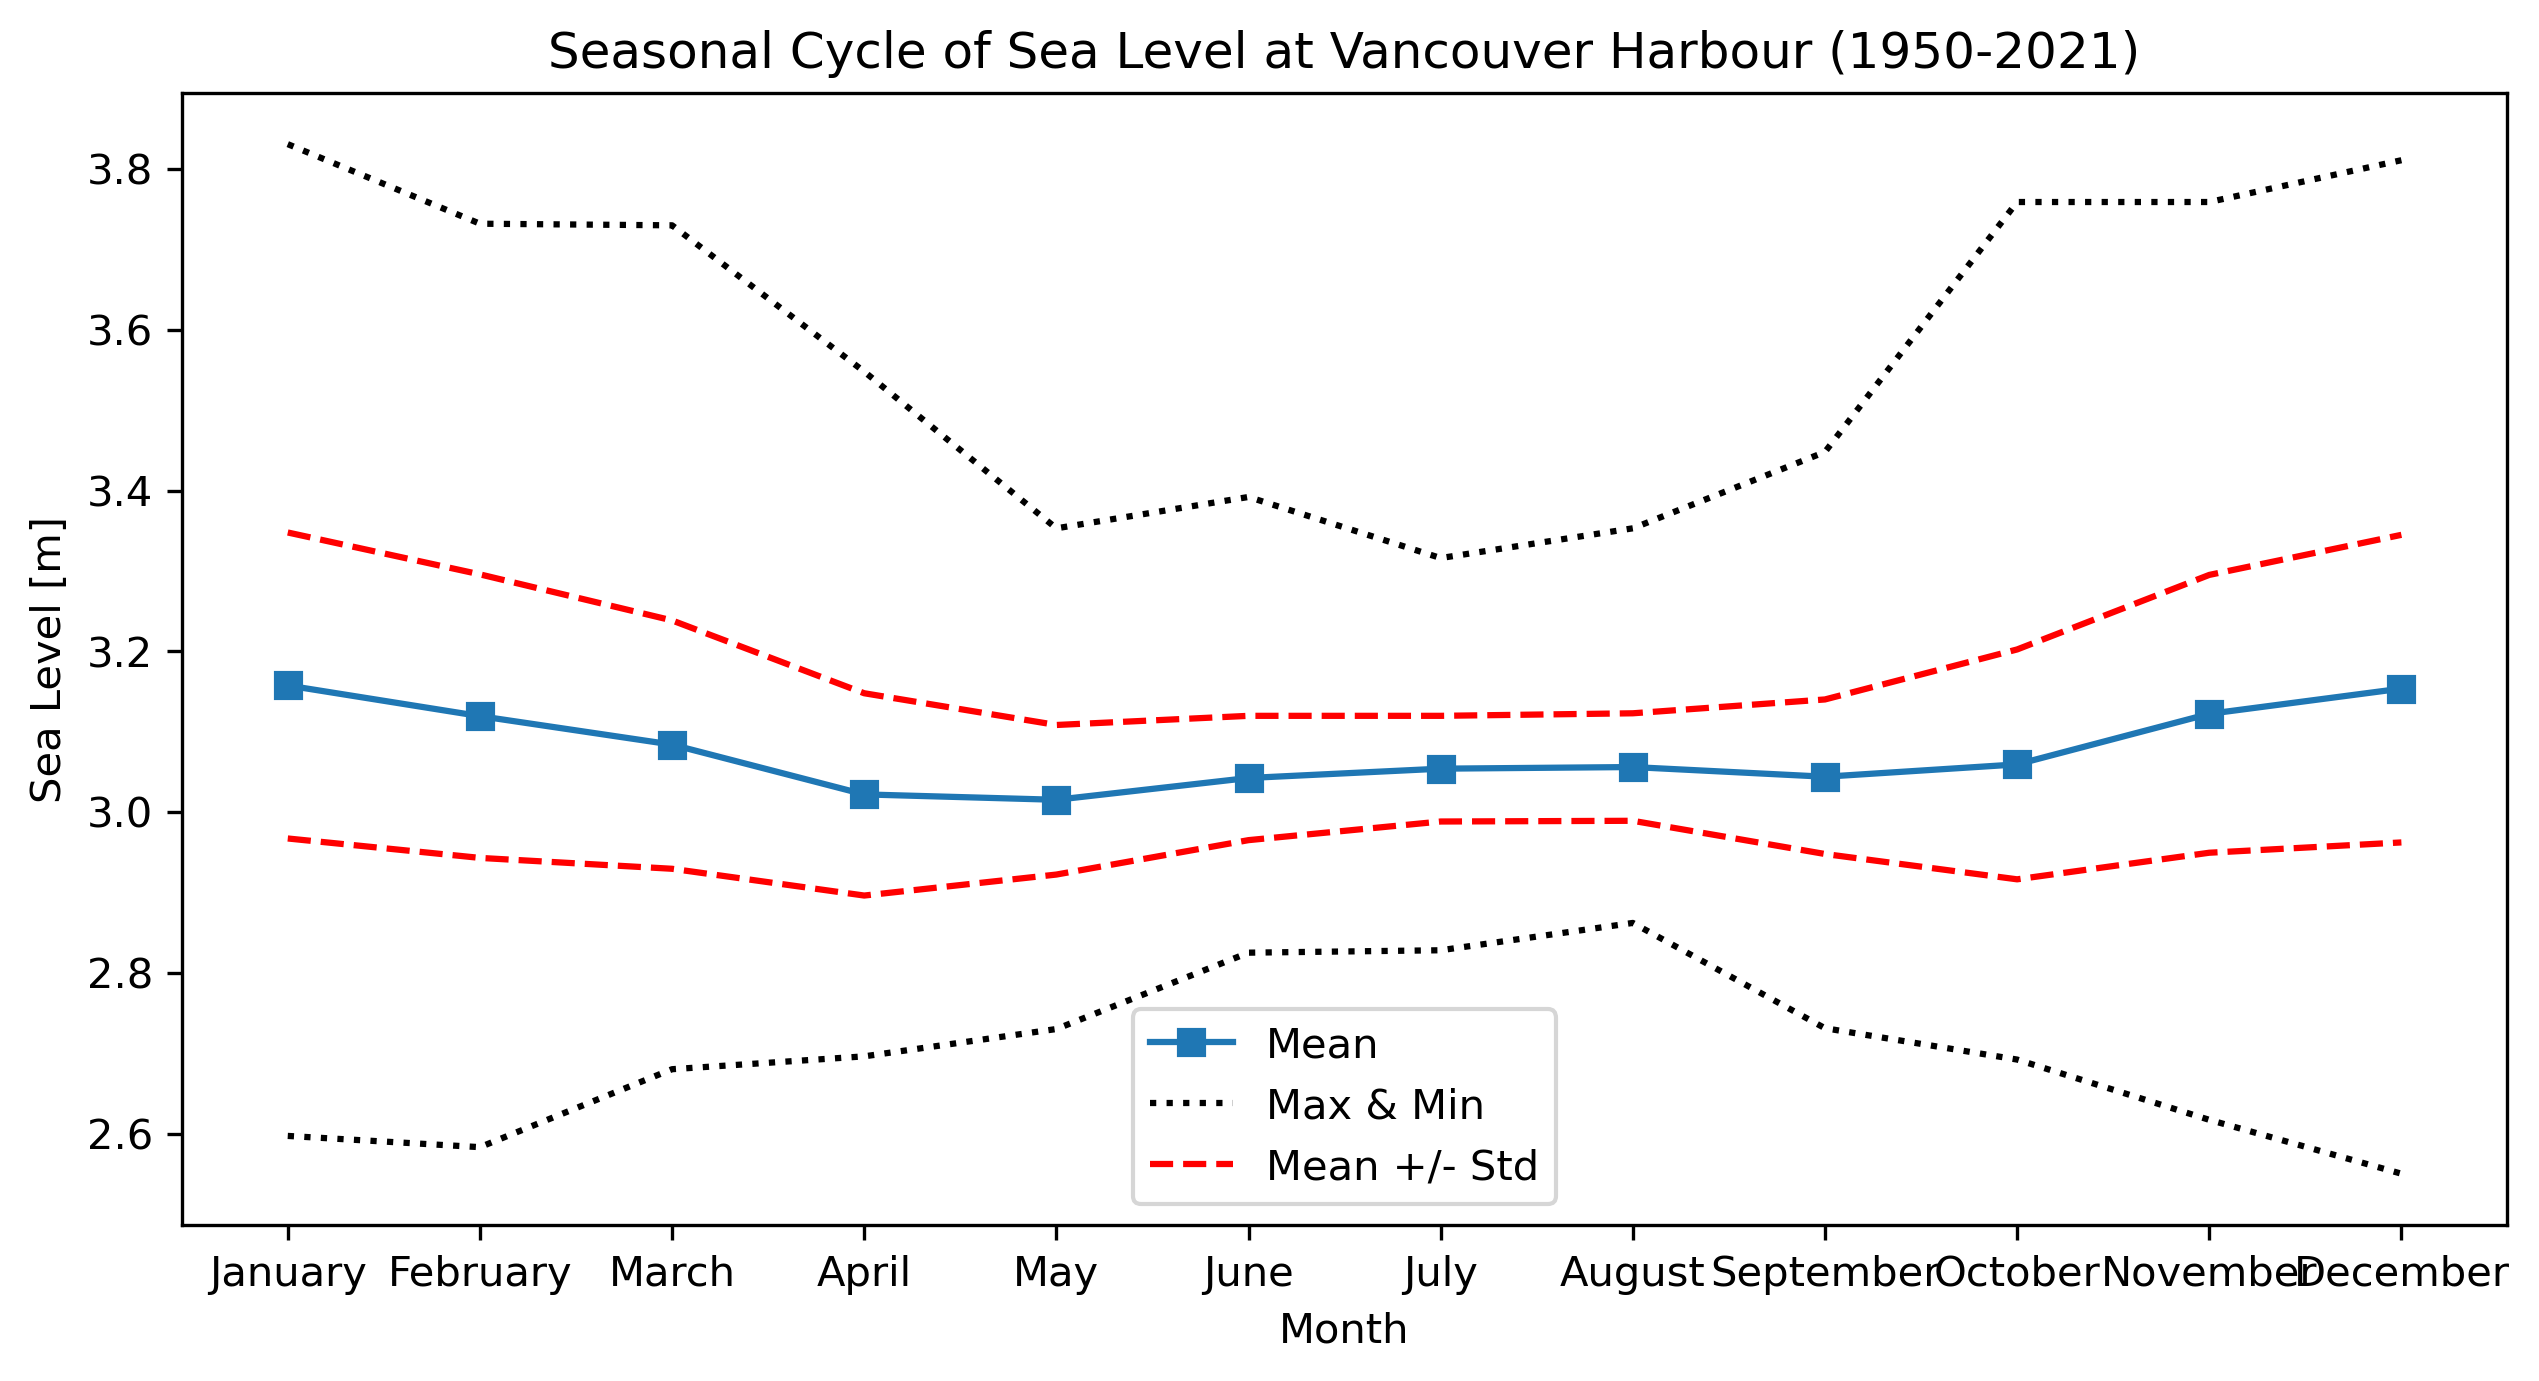 Seasonal Cycle of Sea Level at Vancouver Harbour (1950-2021)
Sea Level [m]
3.8
3.6
3.4
3.2
3.0
2.8
2.6
Mean
Max & Min
Mean +/- Std
January February March April May June July August September October November December
Month